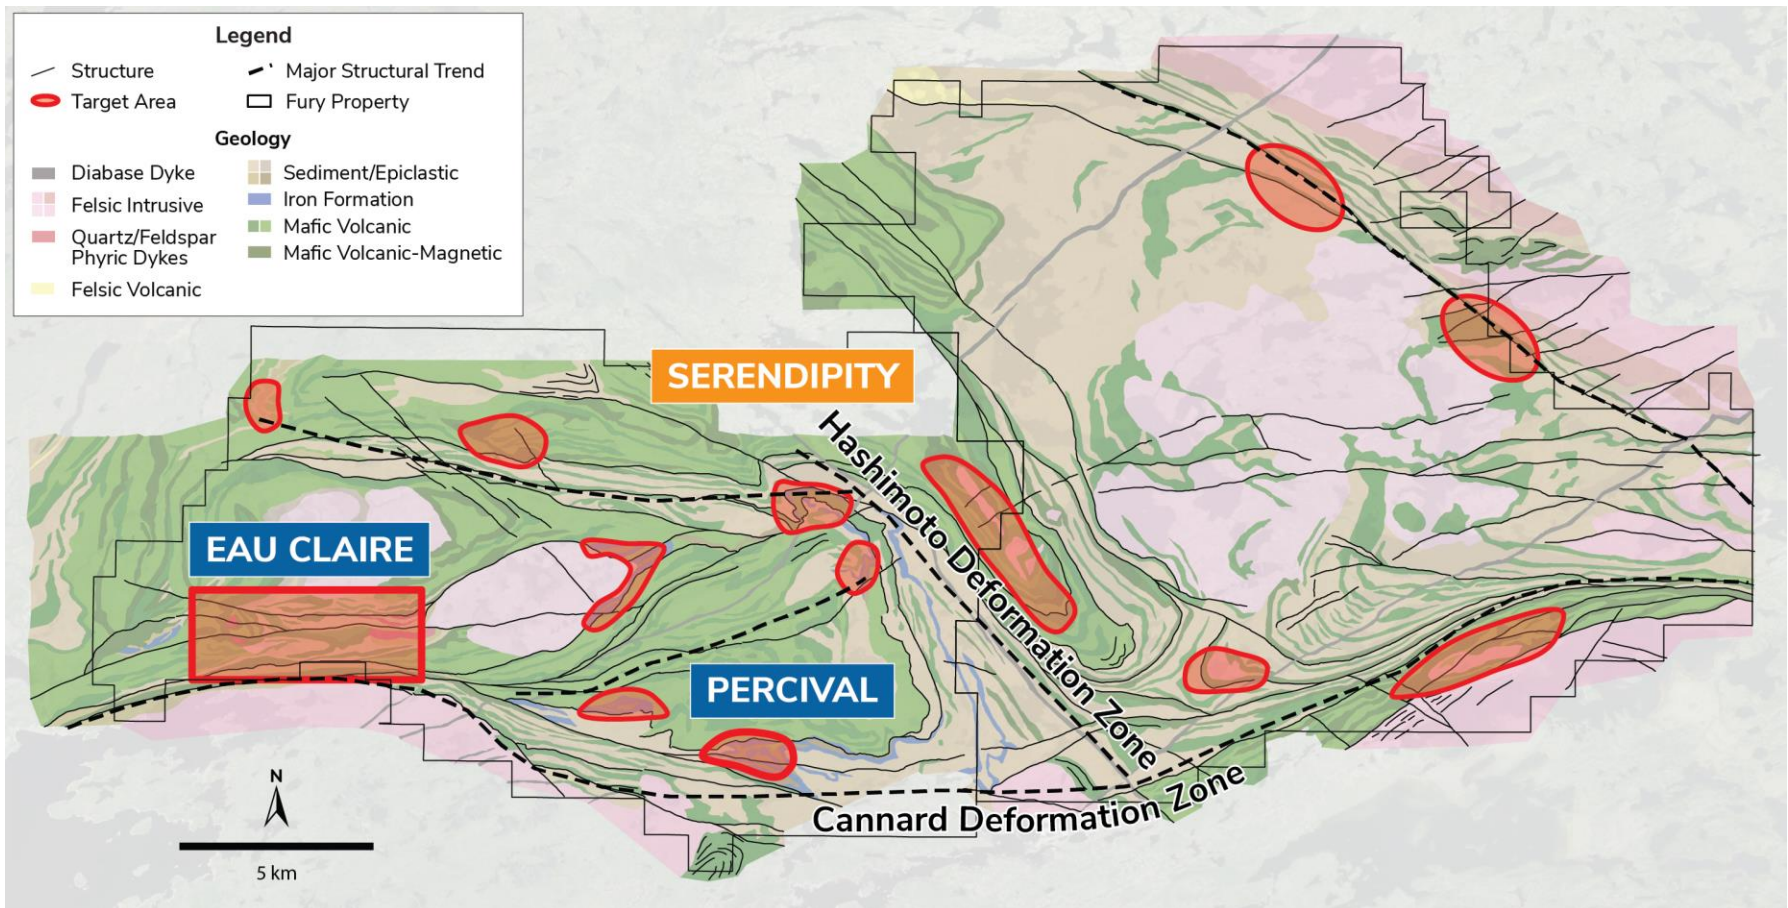 Legend
Structure
Major Structural Trend
Target Area
Fury Property
Geology
Diabase Dyke
Sediment/Epiclastic
Felsic Intrusive
Iron Formation
Quartz/Feldspar
Phyric Dykes
Mafic Volcanic
Mafic Volcanic-Magnetic
Felsic Volcanic
SERENDIPITY
Hashimoto Deformation Zone
EAU CLAIRE
PERCIVAL
Cannard Deformation Zone
N
5 km